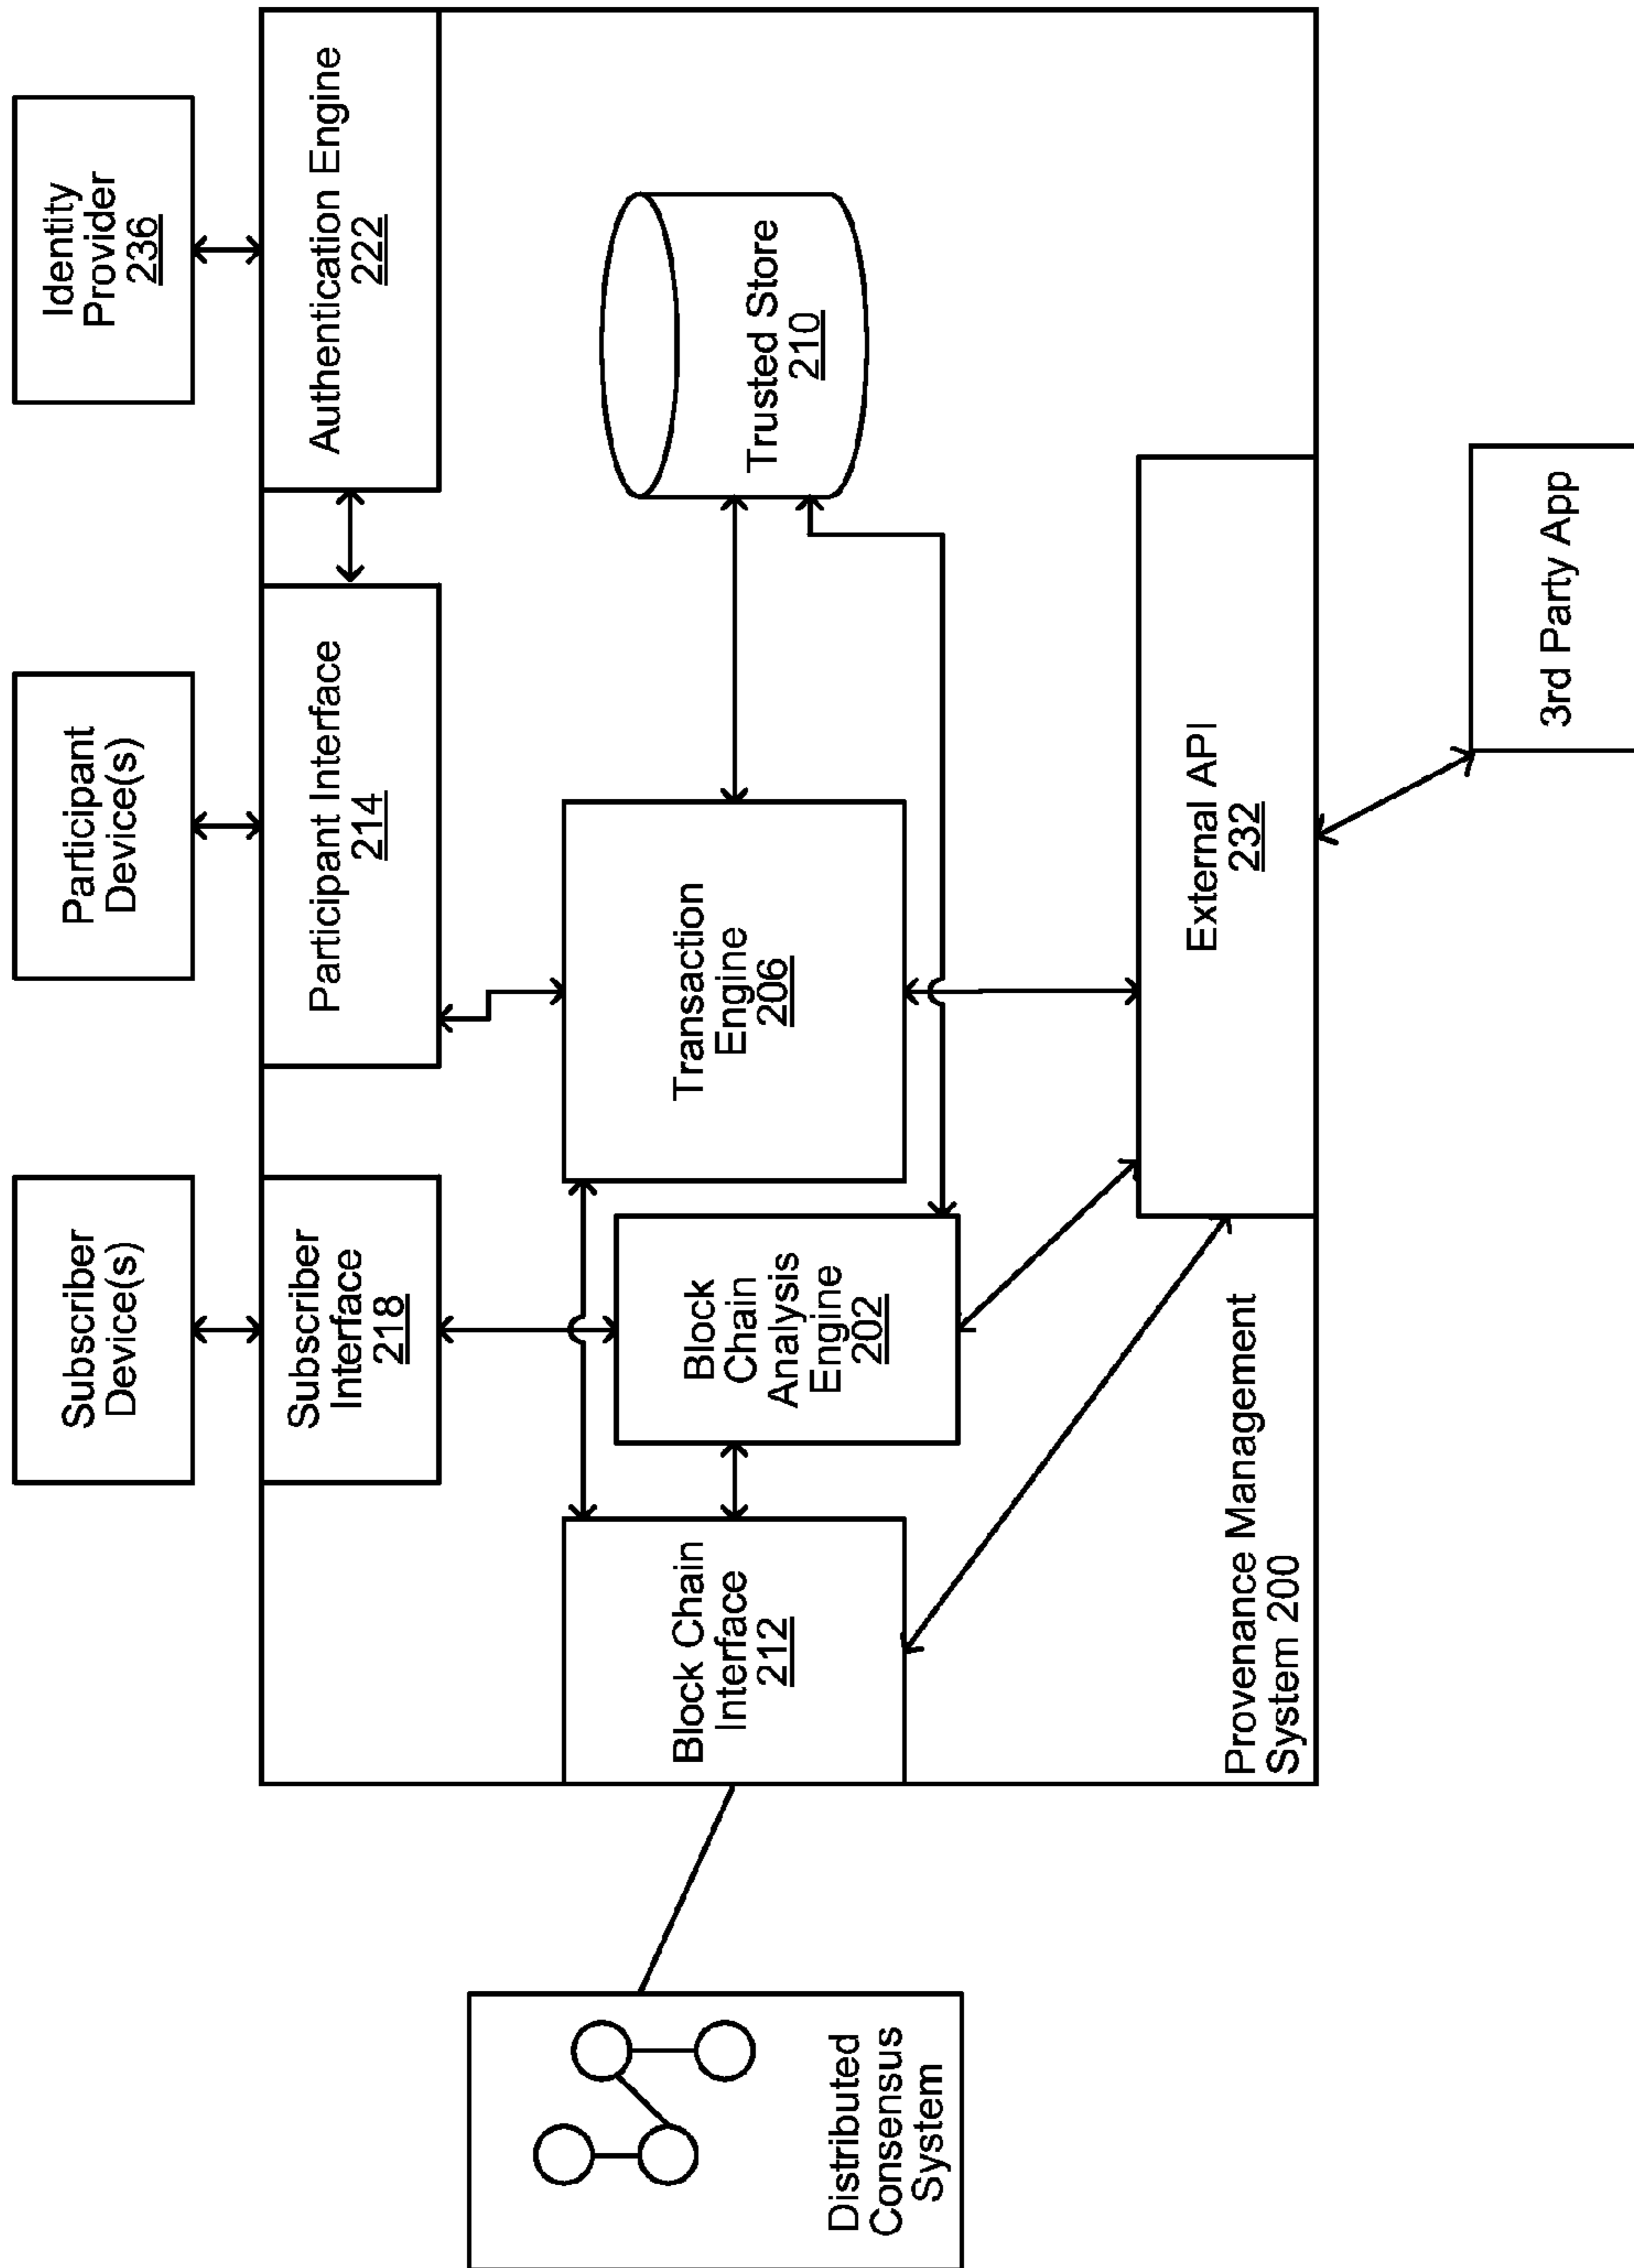 Subscriber
Device(s)
Participant
Device(s)
Identity
Provider
236
Subscriber
Interface
218
Participant Interface
214
Authentication Engine
222
Distributed
Consensus
System
Block Chain
Interface
212
Block
Chain
Analysis
Engine
202
Transaction
Engine
206
Trusted Store
210
External API
232
Provenance Management
System 200
3rd Party App